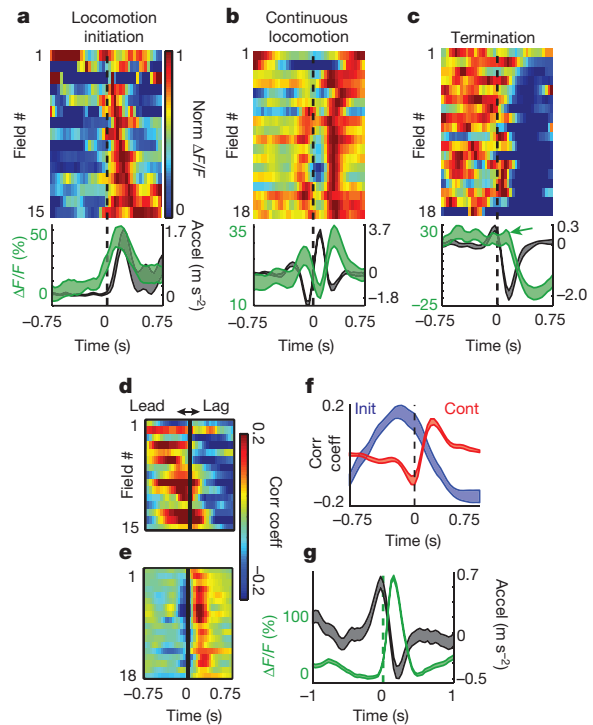 a Locomotion initiation
1
Field #
15
1
0
Norm ΔF/F
50
0
ΔF/F (%)
1.7
0
Accel (m s⁻²)
−0.75 0 0.75
Time (s)
b Continuous locomotion
1
Field #
18
35
10
3.7
0
−1.8
−0.75 0 0.75
Time (s)
c Termination
1
Field #
18
30
−25
0.3
0
−2.0
−0.75 0 0.75
Time (s)
d
Lead Lag
1
Field #
15
0.2
−0.2
Corr coeff
e
1
18
−0.75 0 0.75
Time (s)
f
Init Cont
0.2
−0.2
Corr coeff
−0.75 0 0.75
Time (s)
g
100
0
ΔF/F (%)
0.7
0
−0.5
Accel (m s⁻²)
−1 0 1
Time (s)